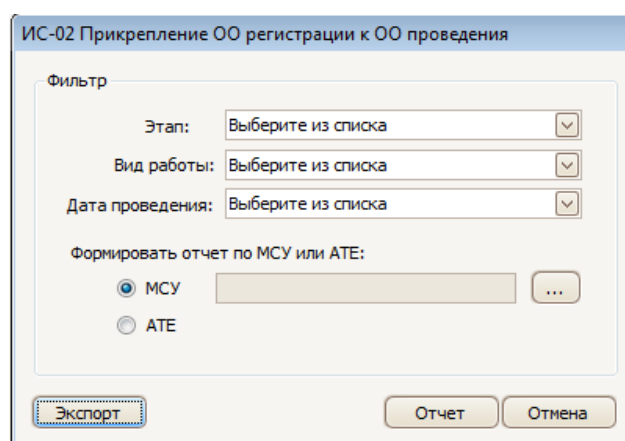 ИС-02 Прикрепление ОО регистрации к ОО проведения
Фильтр
Этап: Выберите из списка
Вид работы: Выберите из списка
Дата проведения: Выберите из списка
Формировать отчет по МСУ или АТЕ:
МСУ ...
АТЕ
Экспорт Отчет Отмена